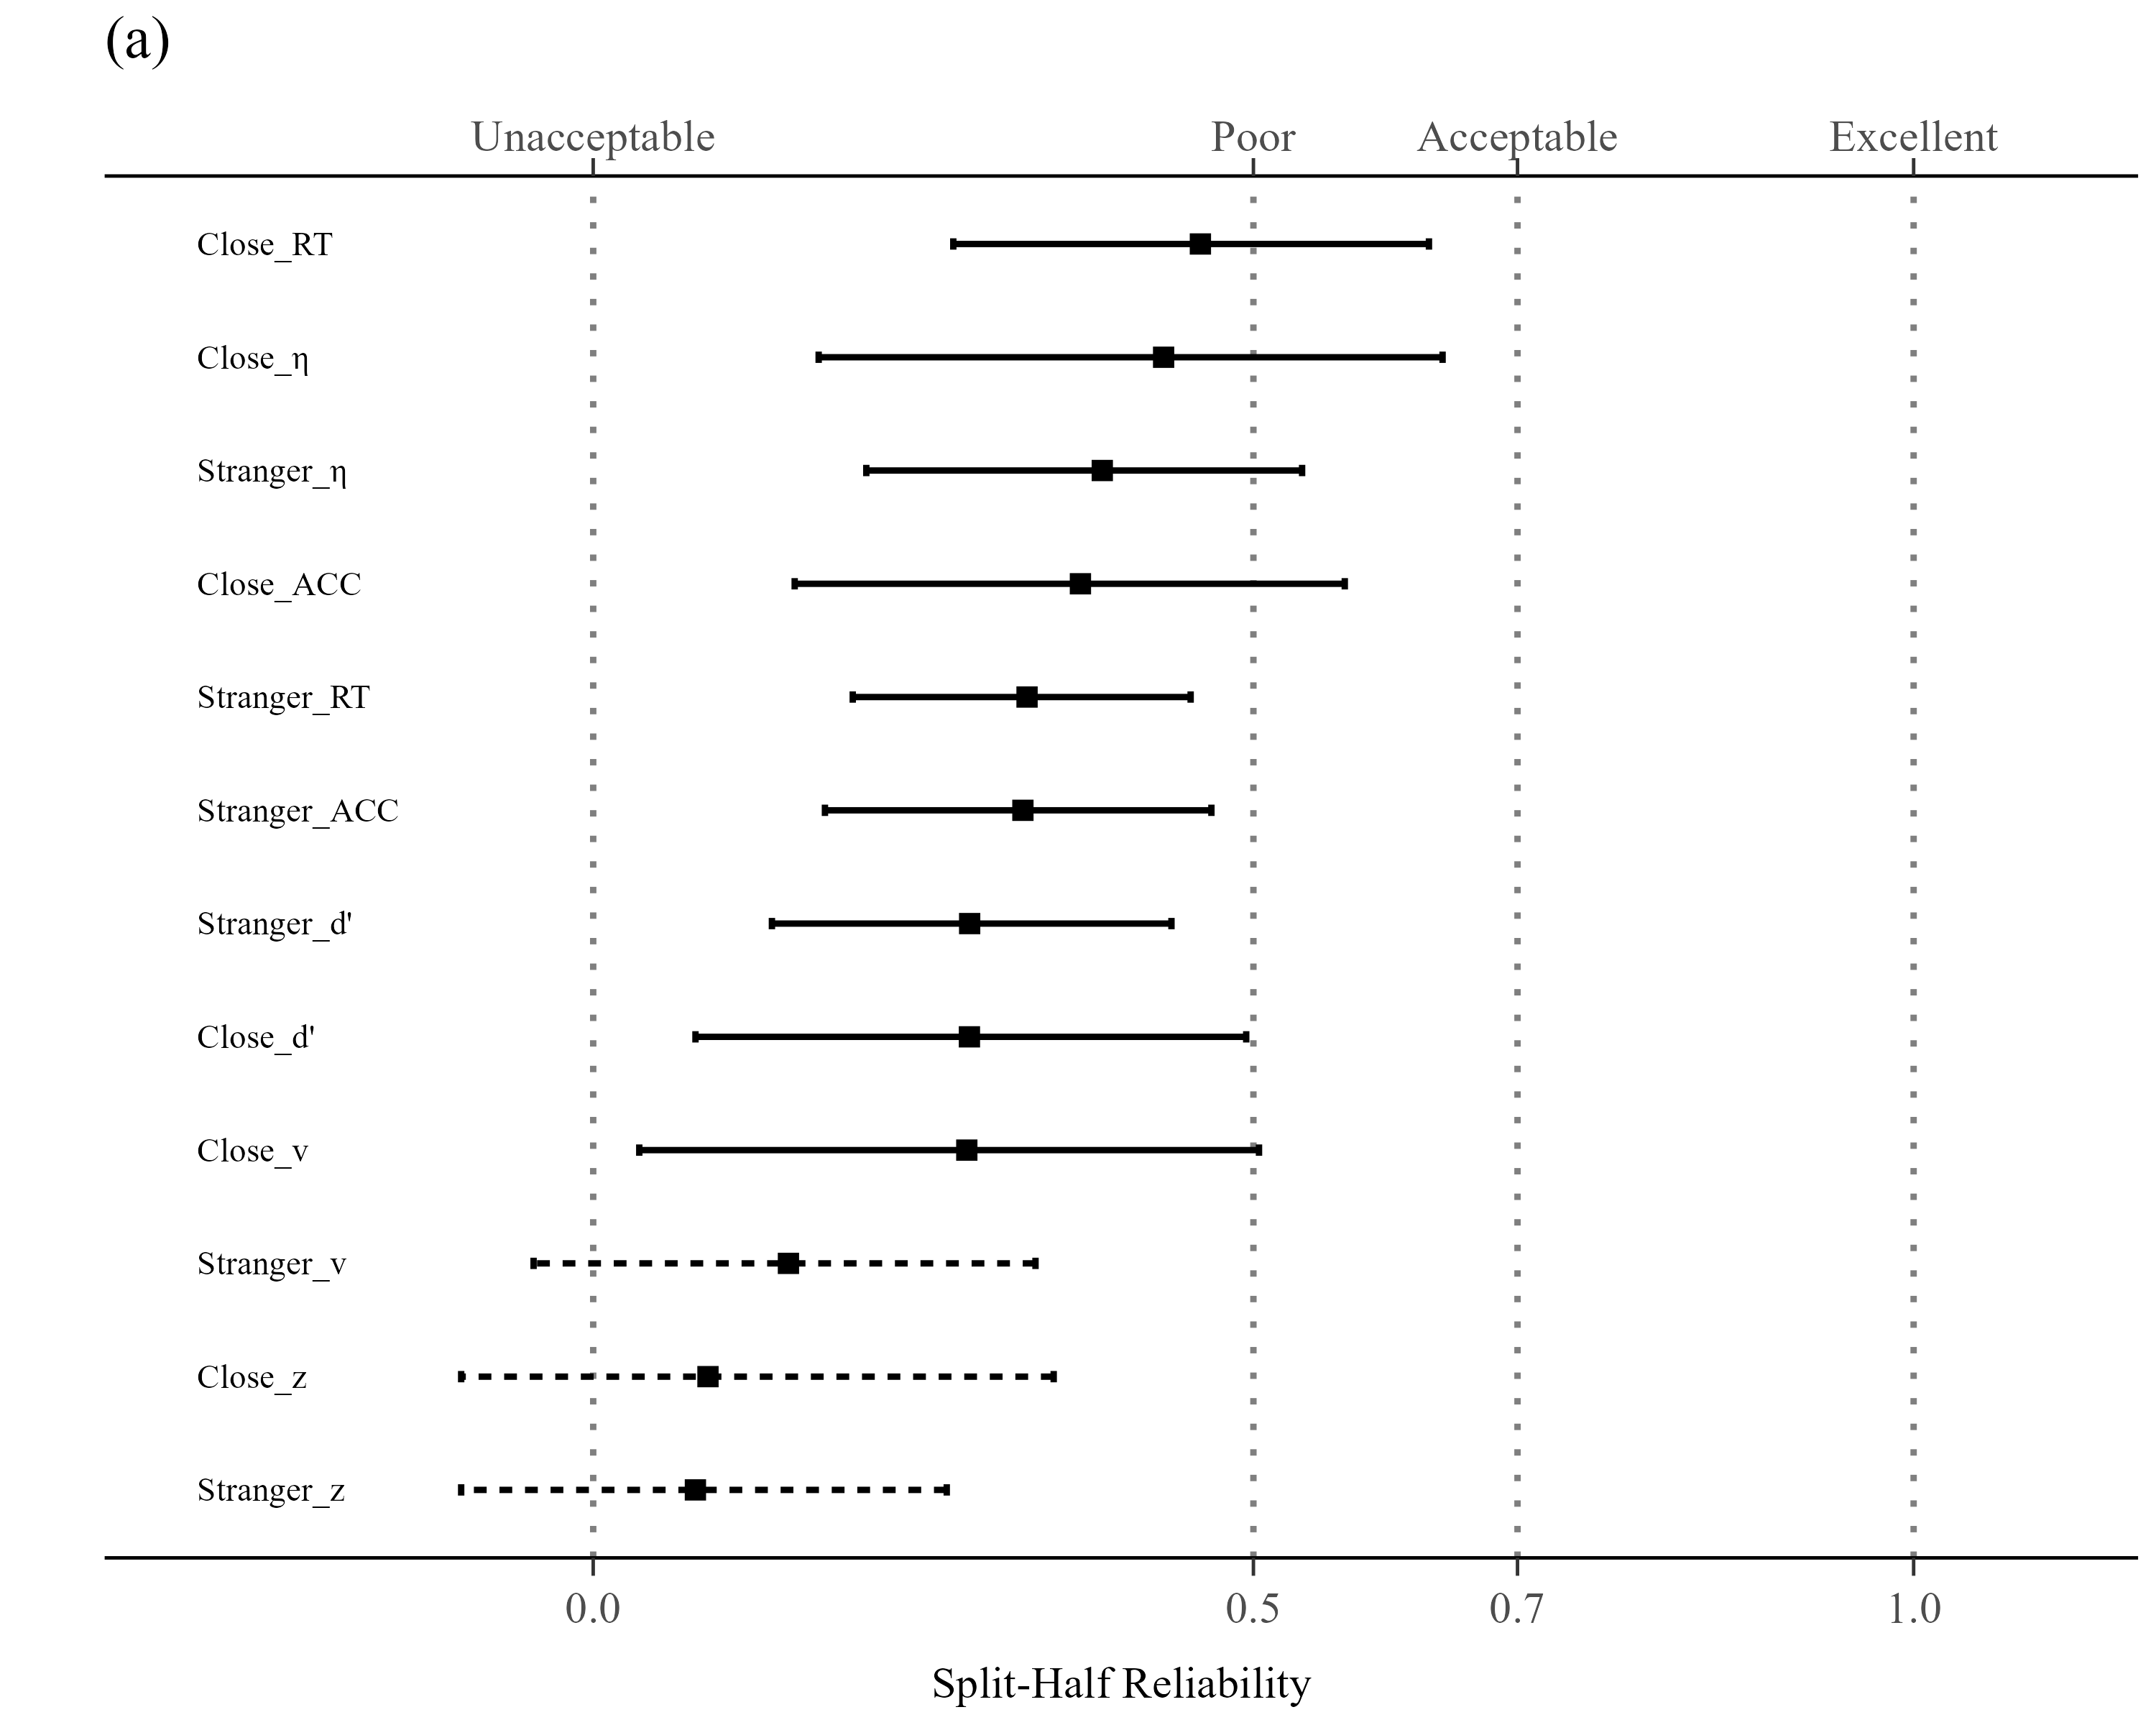 (a)
Unacceptable Poor Acceptable Excellent
Close_RT
Close_η
Stranger_η
Close_ACC
Stranger_RT
Stranger_ACC
Stranger_d'
Close_d'
Close_v
Stranger_v
Close_z
Stranger_z
0.0 0.5 0.7 1.0
Split-Half Reliability